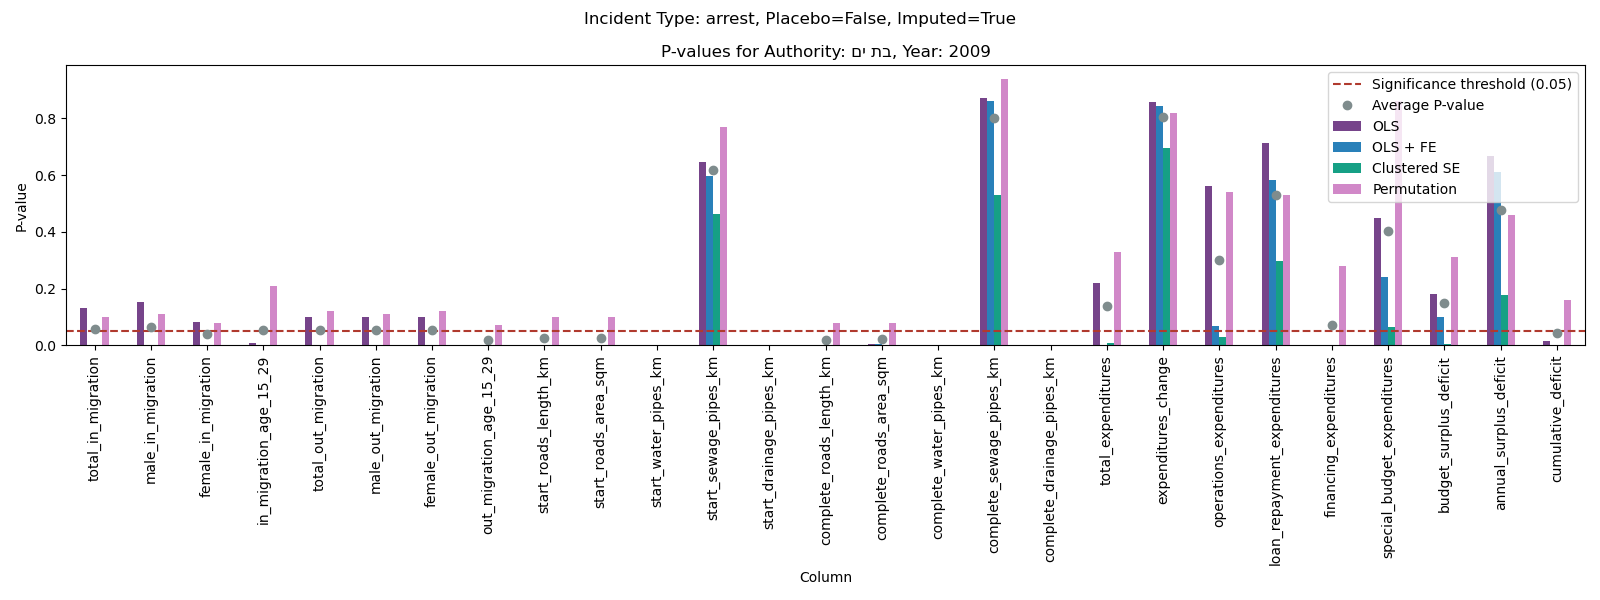 Incident Type: arrest, Placebo=False, Imputed=True
P-values for Authority: בת ים, Year: 2009
P-value
0.8
0.6
0.4
0.2
0.0
Significance threshold (0.05)
Average P-value
OLS
OLS + FE
Clustered SE
Permutation
total_in_migration
male_in_migration
female_in_migration
in_migration_age_15_29
total_out_migration
male_out_migration
female_out_migration
out_migration_age_15_29
start_roads_length_km
start_roads_area_sqm
start_water_pipes_km
start_sewage_pipes_km
start_drainage_pipes_km
complete_roads_length_km
complete_roads_area_sqm
complete_water_pipes_km
complete_sewage_pipes_km
complete_drainage_pipes_km
total_expenditures
expenditures_change
operations_expenditures
loan_repayment_expenditures
financing_expenditures
special_budget_expenditures
budget_surplus_deficit
annual_surplus_deficit
cumulative_deficit
Column